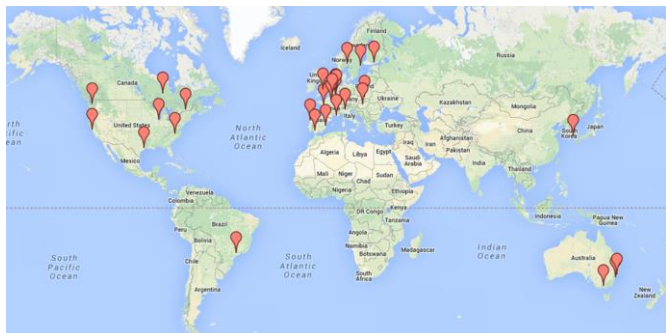 Iceland
Finland
Norway
Russia
Canada
United
Kingdom
Ukraine
Kazakhstan
Mongolia
Italy
North
Atlantic
Ocean
United States
Turkey
China
South
Korea
Japan
Afghanistan
Iraq
Iran
Pakistan
Algeria
Libya
Egypt
Saudi
Arabia
Mexico
India
Mali
Niger
Sudan
Chad
Thailand
Nigeria
Ethiopia
Venezuela
Colombia
DR Congo
Kenya
Indonesia
Papua New
Guinea
Tanzania
Brazil
Peru
Angola
Bolivia
Namibia
Madagascar
Botswana
South
Pacific
Ocean
Chile
South
Atlantic
Ocean
Indian
Ocean
Australia
South
Africa
Argentina
New
Zealand